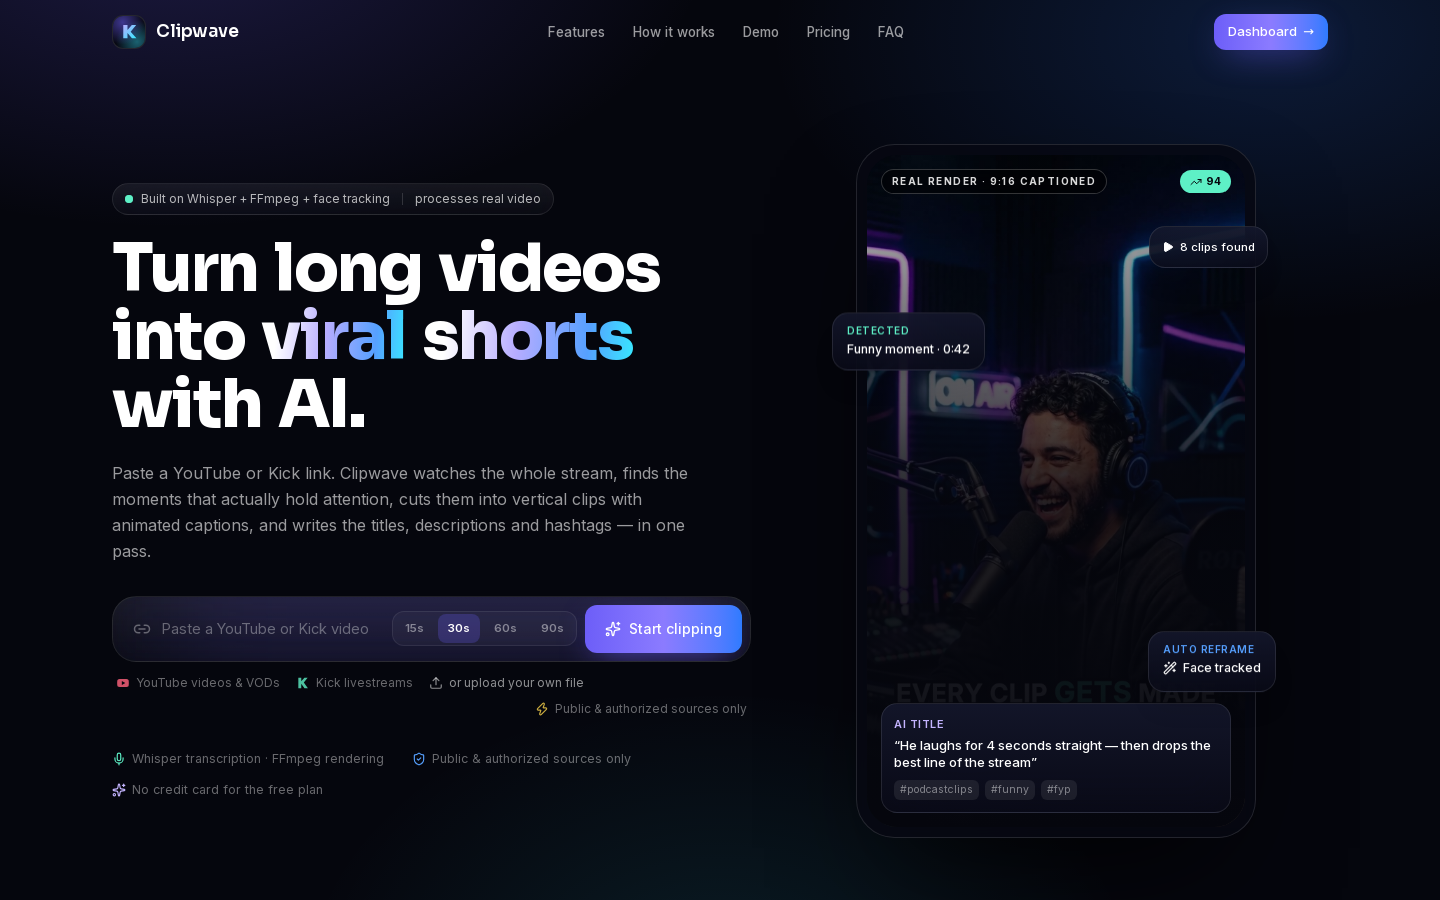 K Clipwave
Features
How it works
Demo
Pricing
FAQ
Dashboard →
Built on Whisper + FFmpeg + face tracking | processes real video
Turn long videos
into viral shorts
with AI.
Paste a YouTube or Kick link. Clipwave watches the whole stream, finds the
moments that actually hold attention, cuts them into vertical clips with
animated captions, and writes the titles, descriptions and hashtags — in one
pass.
Paste a YouTube or Kick video
15s
30s
60s
90s
Start clipping
YouTube videos & VODs
K Kick livestreams
or upload your own file
Public & authorized sources only
Whisper transcription · FFmpeg rendering
Public & authorized sources only
No credit card for the free plan
REAL RENDER · 9:16 CAPTIONED
94
8 clips found
DETECTED
Funny moment · 0:42
ON AIR
AUTO REFRAME
Face tracked
EVERY CLIP GETS MADE
AI TITLE
“He laughs for 4 seconds straight — then drops the
best line of the stream”
#podcastclips
#funny
#fyp